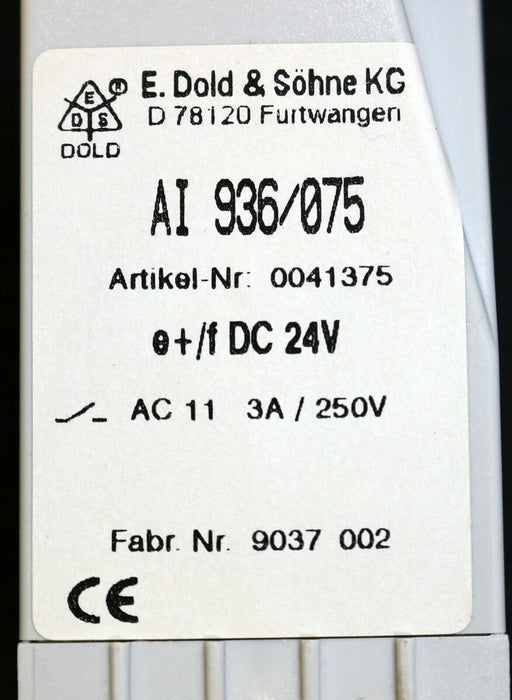 E. Dold & Söhne KG
D 78120 Furtwangen
® E D S
DOLD
AI 936/075
Artikel-Nr: 0041375
e+/f DC 24V
AC 11 3A / 250V
Fabr. Nr. 9037 002
CE